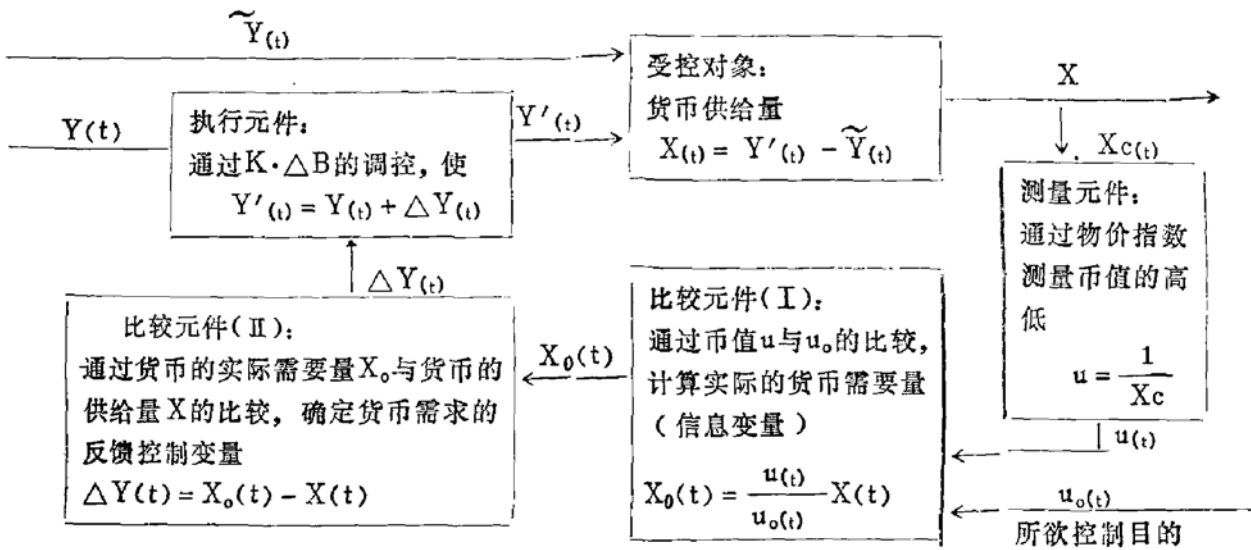 Ỹ(t)
Y(t)
执行元件：
通过K·△B的调控，使
Y′(t) = Y(t) + △Y(t)
Y′(t)
受控对象：
货币供给量
X(t) = Y′(t) - Ỹ(t)
X
Xc(t)
测量元件：
通过物价指数
测量币值的高
低
u = 1/Xc
u(t)
u₀(t)
所欲控制目的
比较元件(Ⅰ)：
通过币值u与u₀的比较，
计算实际的货币需要量
（信息变量）
X₀(t) = u(t)/u₀(t) X(t)
X₀(t)
比较元件(Ⅱ)：
通过货币的实际需要量X₀与货币的
供给量X的比较，确定货币需求的
反馈控制变量
△Y(t) = X₀(t) - X(t)
△Y(t)